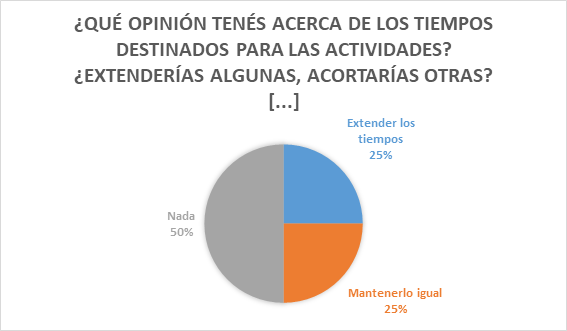 ¿QUÉ OPINIÓN TENÉS ACERCA DE LOS TIEMPOS
DESTINADOS PARA LAS ACTIVIDADES?
¿EXTENDERÍAS ALGUNAS, ACORTARÍAS OTRAS?
[...]
Extender los
tiempos
25%
Nada
50%
Mantenerlo igual
25%